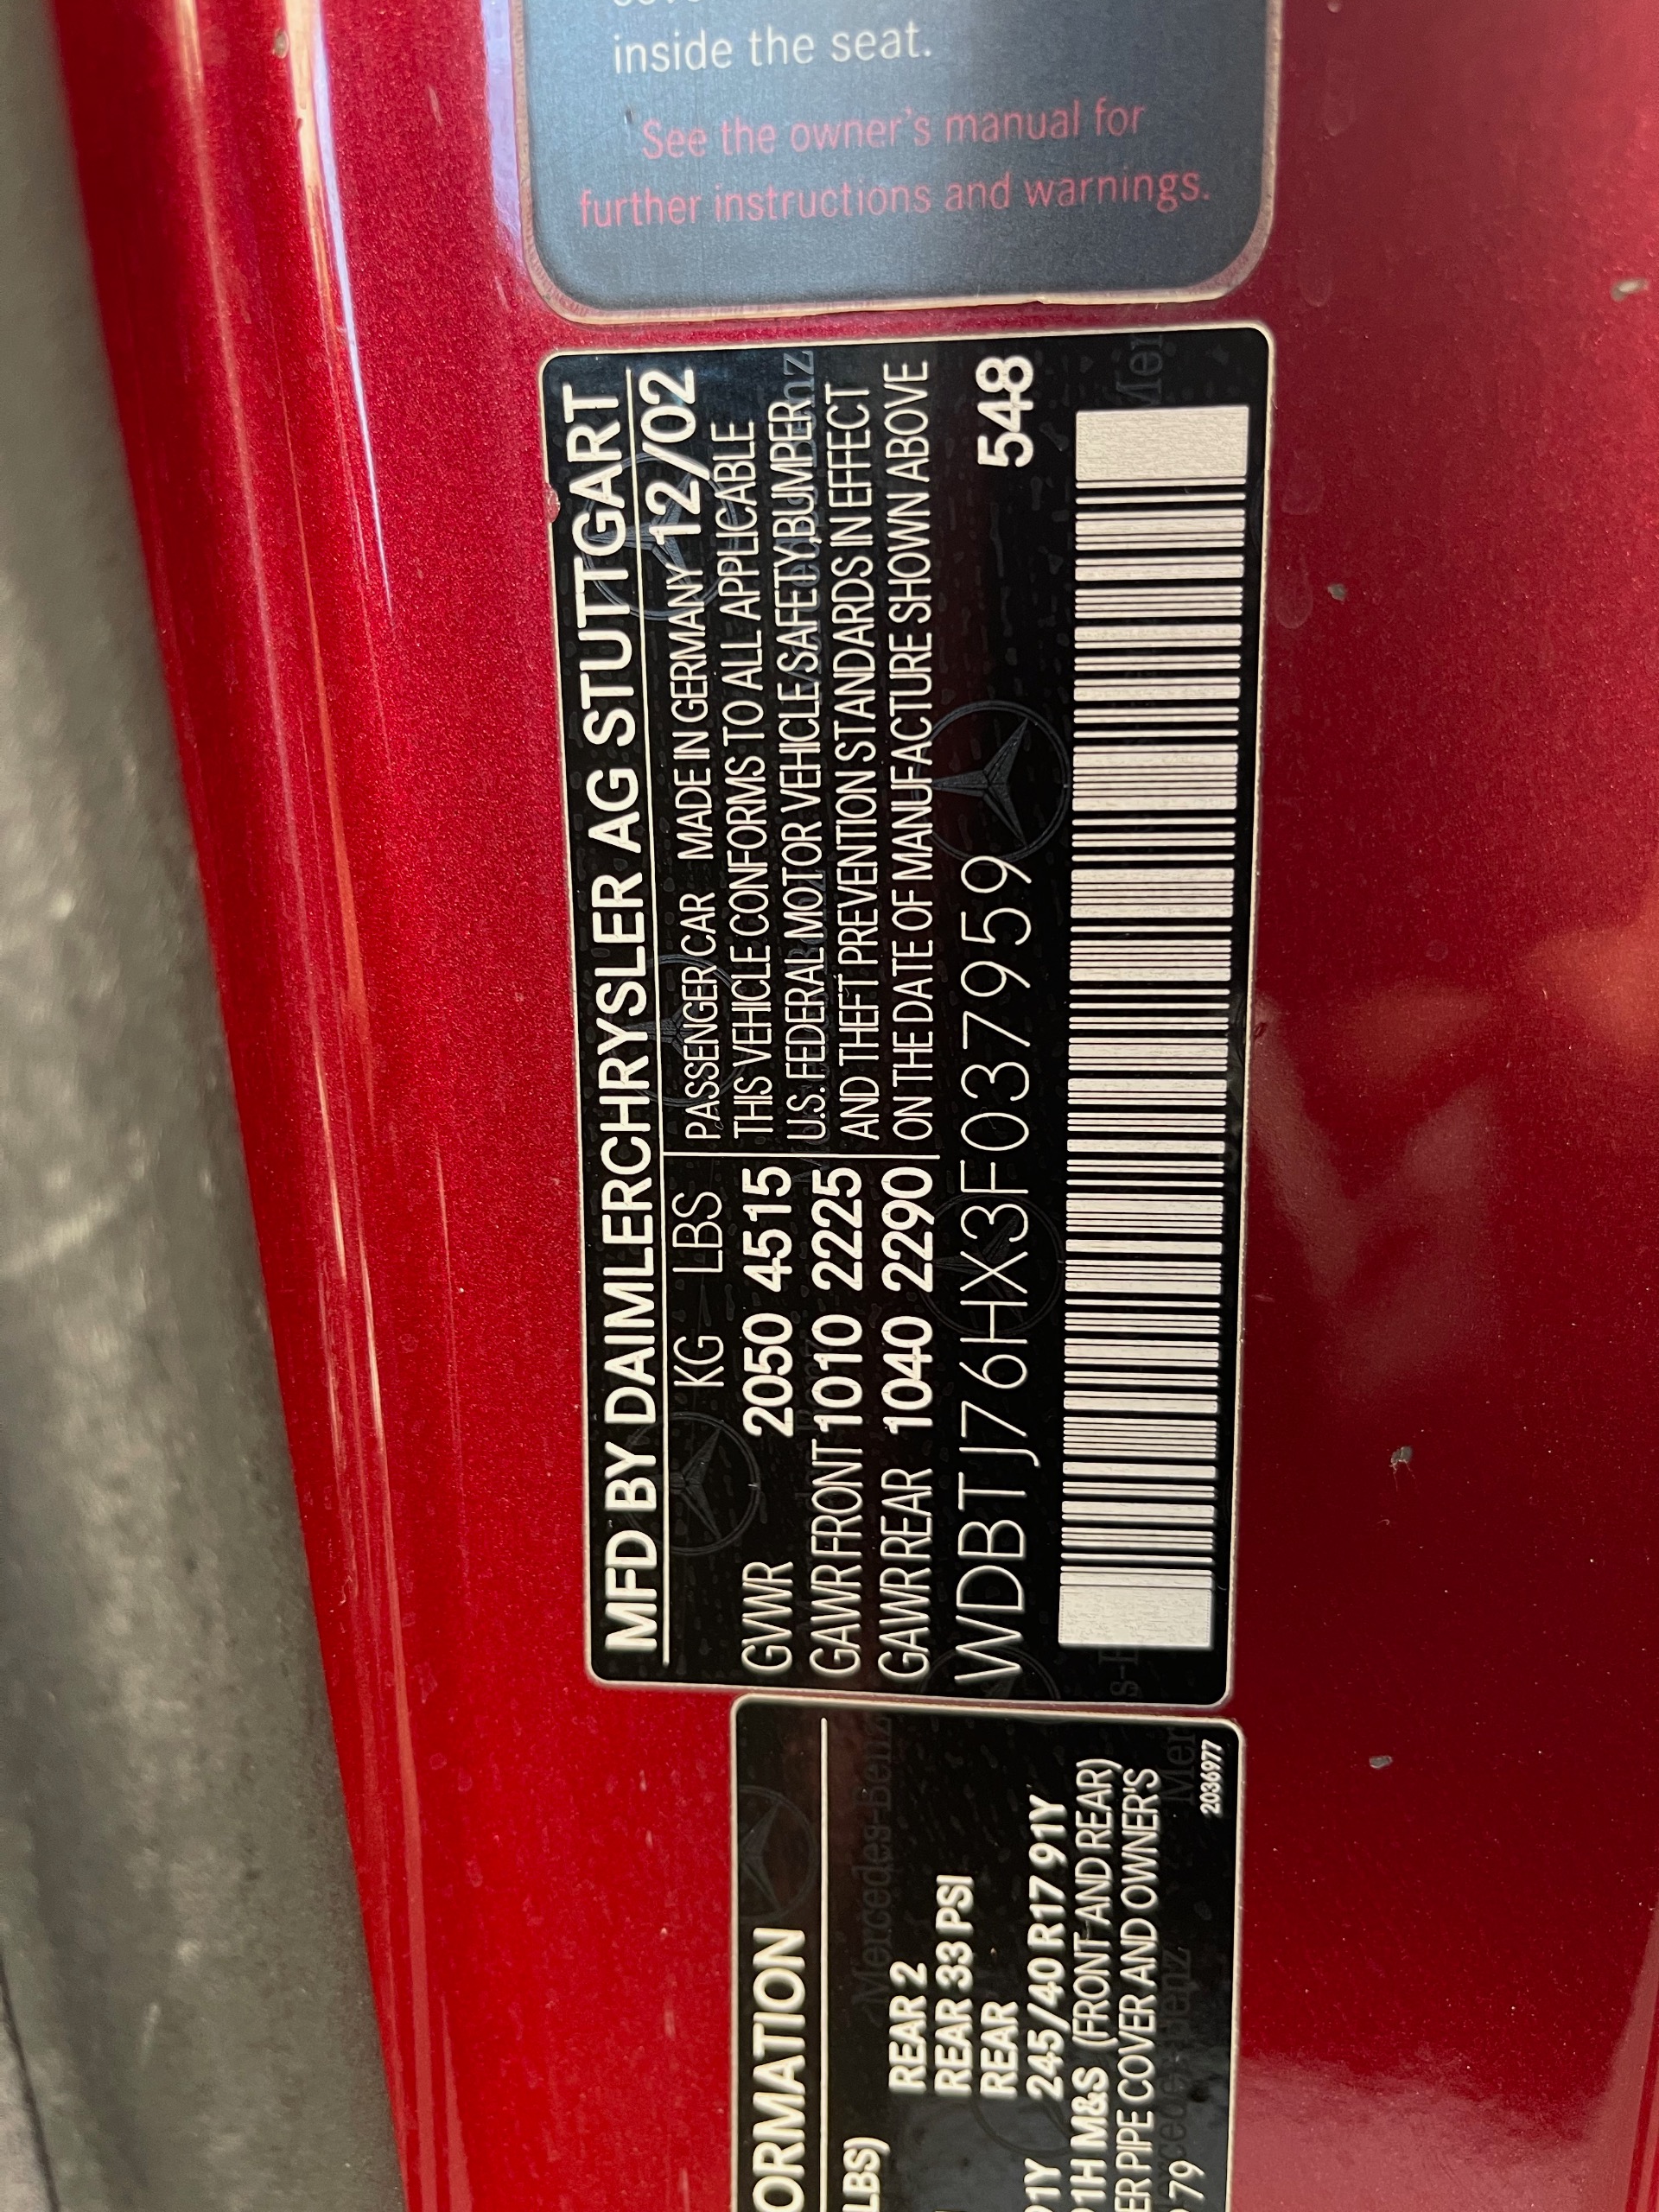 inside the seat.
See the owner's manual for
further instructions and warnings.
MFD BY DAIMLERCHRYSLER AG STUTTGART
KG LBS PASSENGER CAR MADE IN GERMANY 12/02
THIS VEHICLE CONFORMS TO ALL APPLICABLE
GVWR 2050 4515 U.S. FEDERAL MOTOR VEHICLE SAFETY, BUMPER,
GAWR FRONT 1010 2225 AND THEFT PREVENTION STANDARDS IN EFFECT
GAWR REAR 1040 2290 ON THE DATE OF MANUFACTURE SHOWN ABOVE
WDBTJ76HX3F037959 548
LBS)
REAR 2
REAR 33 PSI
REAR
245/40 R17 91Y
M&S (FRONT AND REAR)
PIPE COVER AND OWNER'S
2036977
Mercedes-Benz